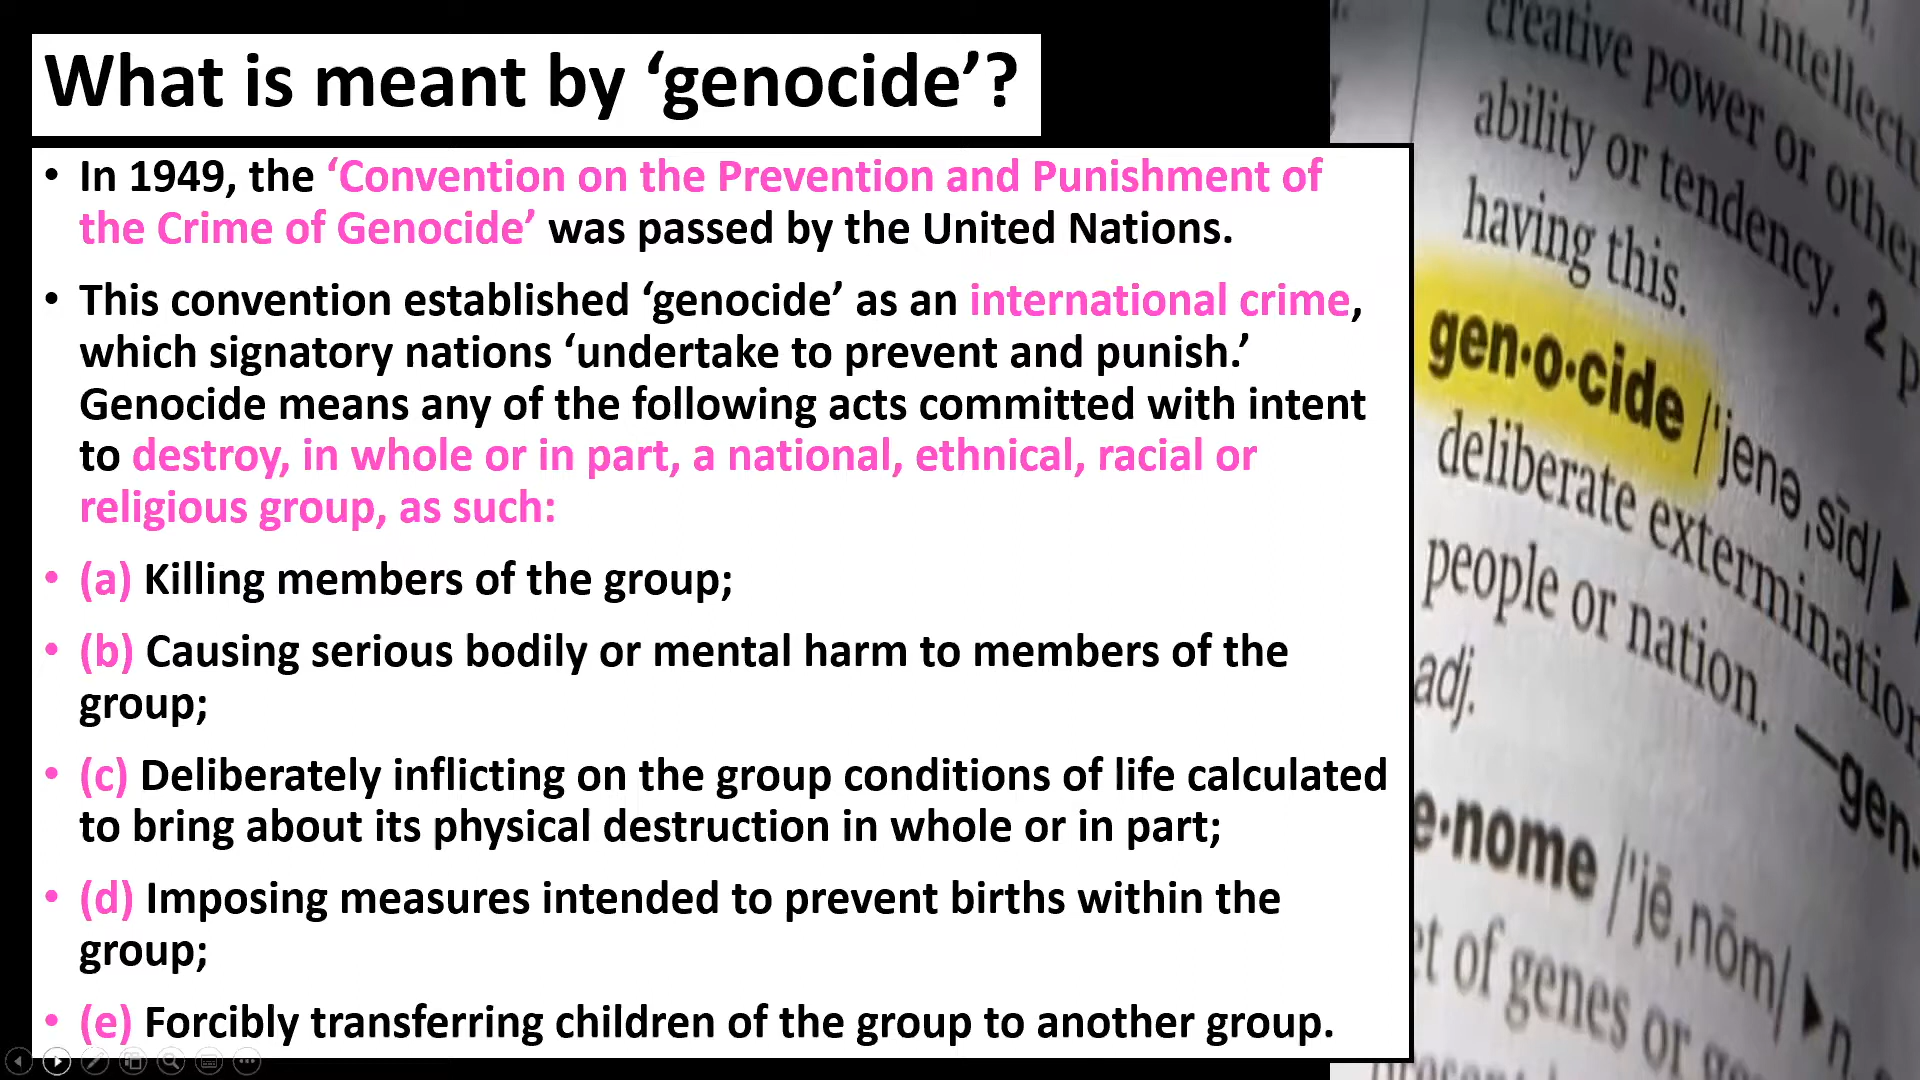 What is meant by ‘genocide’?
• In 1949, the ‘Convention on the Prevention and Punishment of
the Crime of Genocide’ was passed by the United Nations.
• This convention established ‘genocide’ as an international crime,
which signatory nations ‘undertake to prevent and punish.’
Genocide means any of the following acts committed with intent
to destroy, in whole or in part, a national, ethnical, racial or
religious group, as such:
• (a) Killing members of the group;
• (b) Causing serious bodily or mental harm to members of the
group;
• (c) Deliberately inflicting on the group conditions of life calculated
to bring about its physical destruction in whole or in part;
• (d) Imposing measures intended to prevent births within the
group;
• (e) Forcibly transferring children of the group to another group.
creative power or other
ability or tendency. 2
having this.
gen·o·cide /ˈjenəˌsīd/ ▶
deliberate extermination
people or nation. —gen·
adj.
e·nome /ˈjēˌnōm/ ▶ n.
of genes or